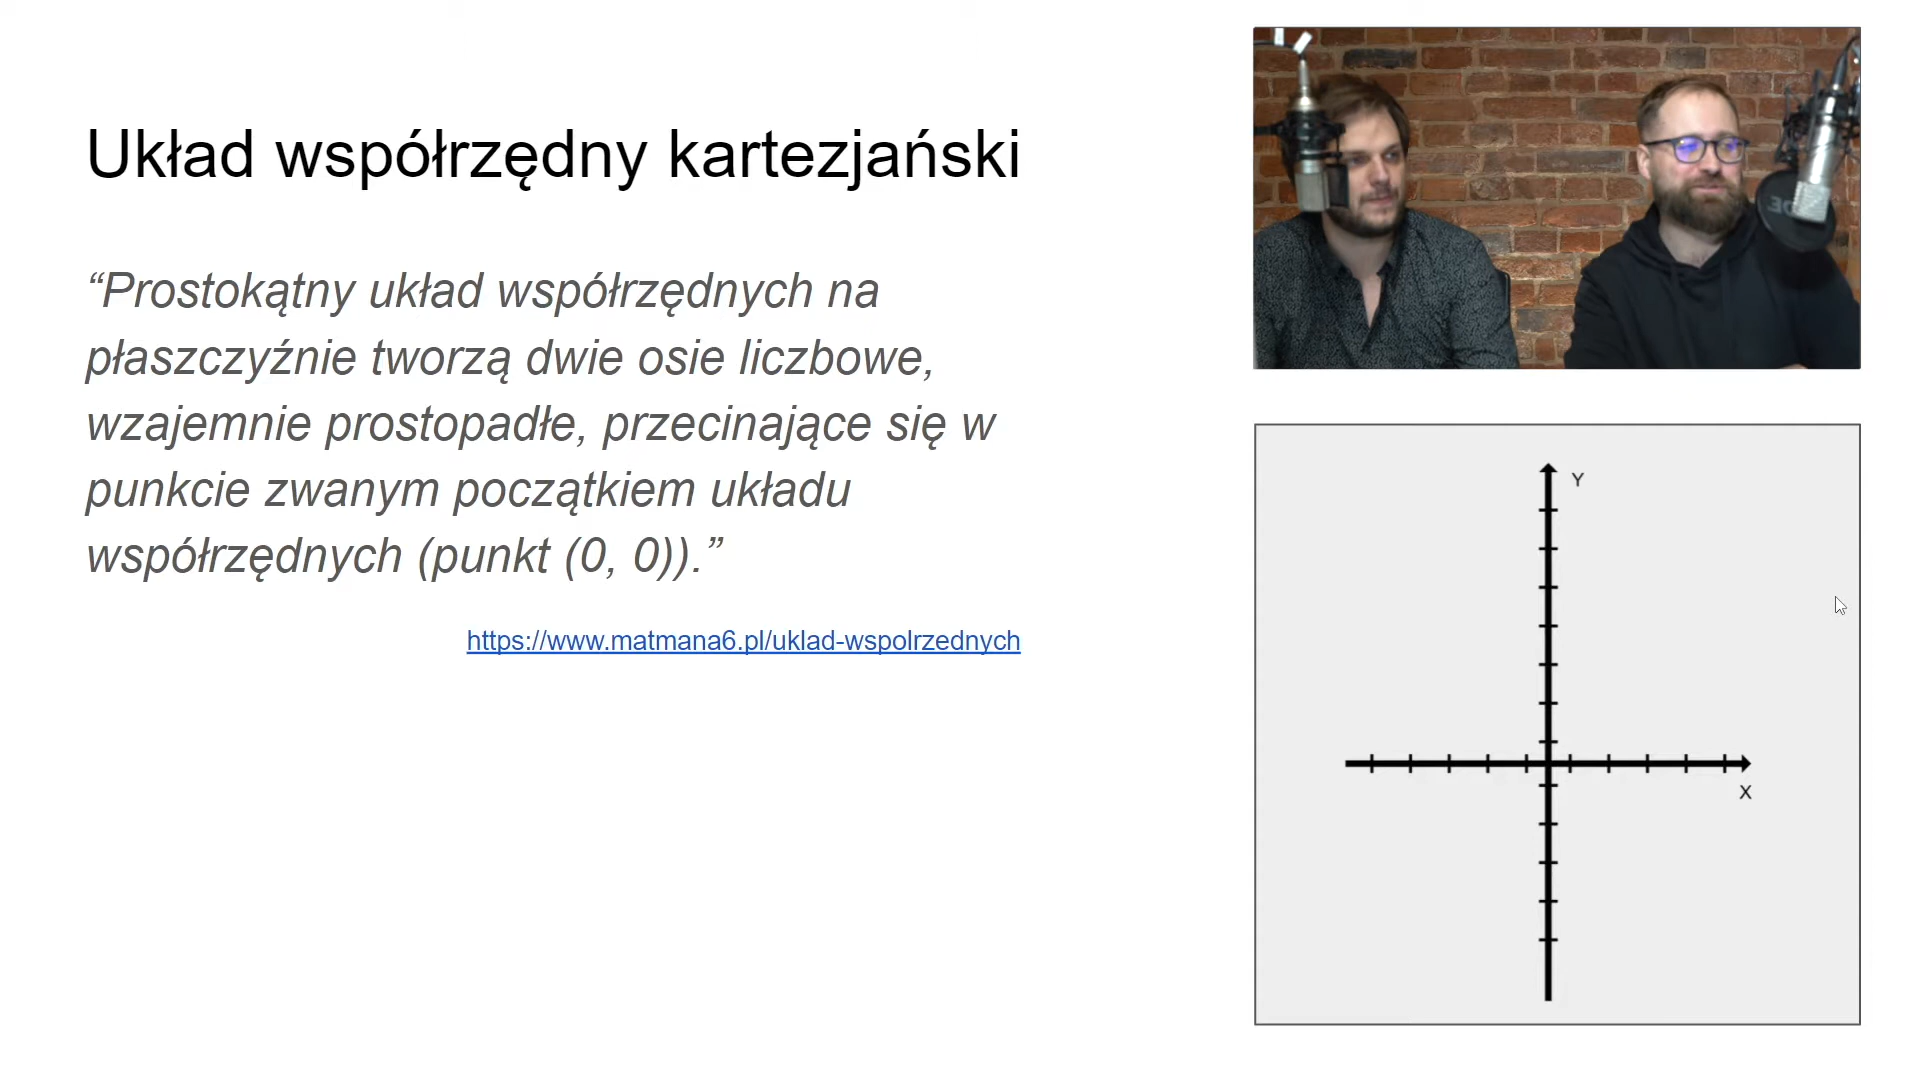 Układ współrzędny kartezjański
“Prostokątny układ współrzędnych na
płaszczyźnie tworzą dwie osie liczbowe,
wzajemnie prostopadłe, przecinające się w
punkcie zwanym początkiem układu
współrzędnych (punkt (0, 0)).”
https://www.matmana6.pl/uklad-wspolrzednych
Y
X